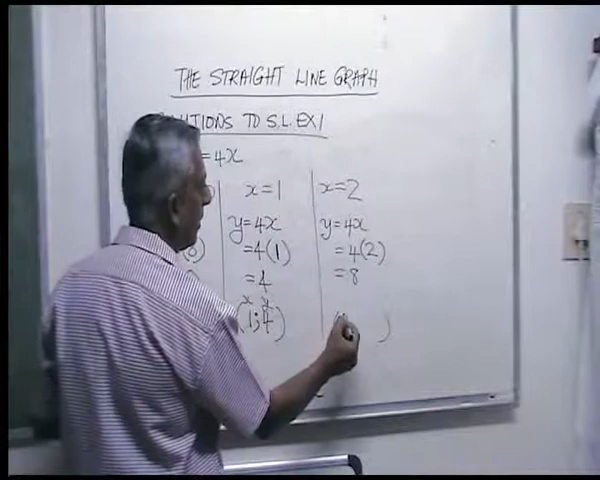 THE STRAIGHT LINE GRAPH
TIONS TO S.L. EX1
= 4x
x=1
x=2
y=4x
y=4x
=4(1)
=4(2)
=4
=8
x y
(1;4)
( )